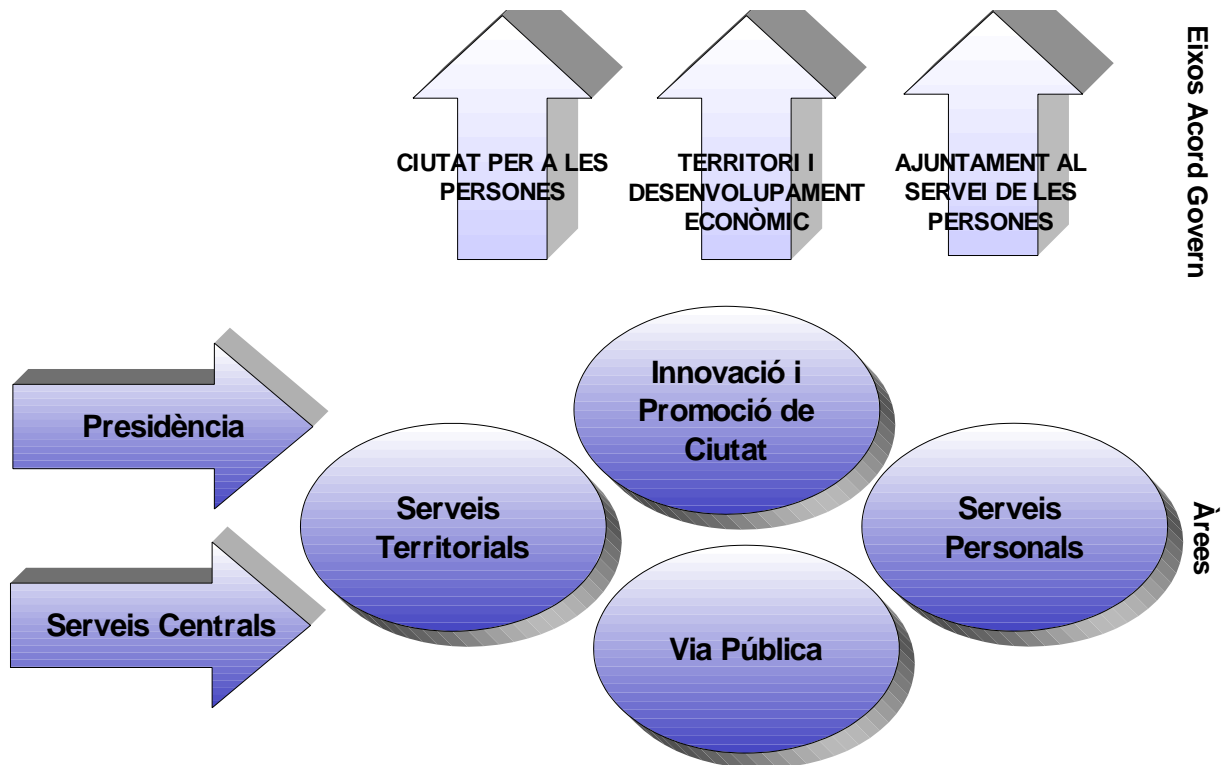 CIUTAT PER A LES
PERSONES
TERRITORI I
DESENVOLUPAMENT
ECONÒMIC
AJUNTAMENT AL
SERVEI DE LES
PERSONES
Eixos Acord Govern
Presidència
Serveis Centrals
Serveis
Territorials
Innovació i
Promoció de
Ciutat
Via Pública
Serveis
Personals
Àrees